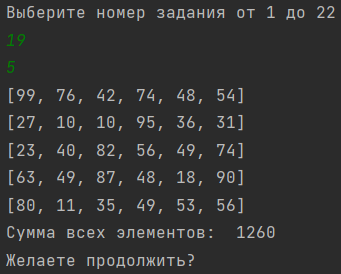 Выберите номер задания от 1 до 22
19
5
[99, 76, 42, 74, 48, 54]
[27, 10, 10, 95, 36, 31]
[23, 40, 82, 56, 49, 74]
[63, 49, 87, 48, 18, 90]
[80, 11, 35, 49, 53, 56]
Сумма всех элементов:  1260
Желаете продолжить?